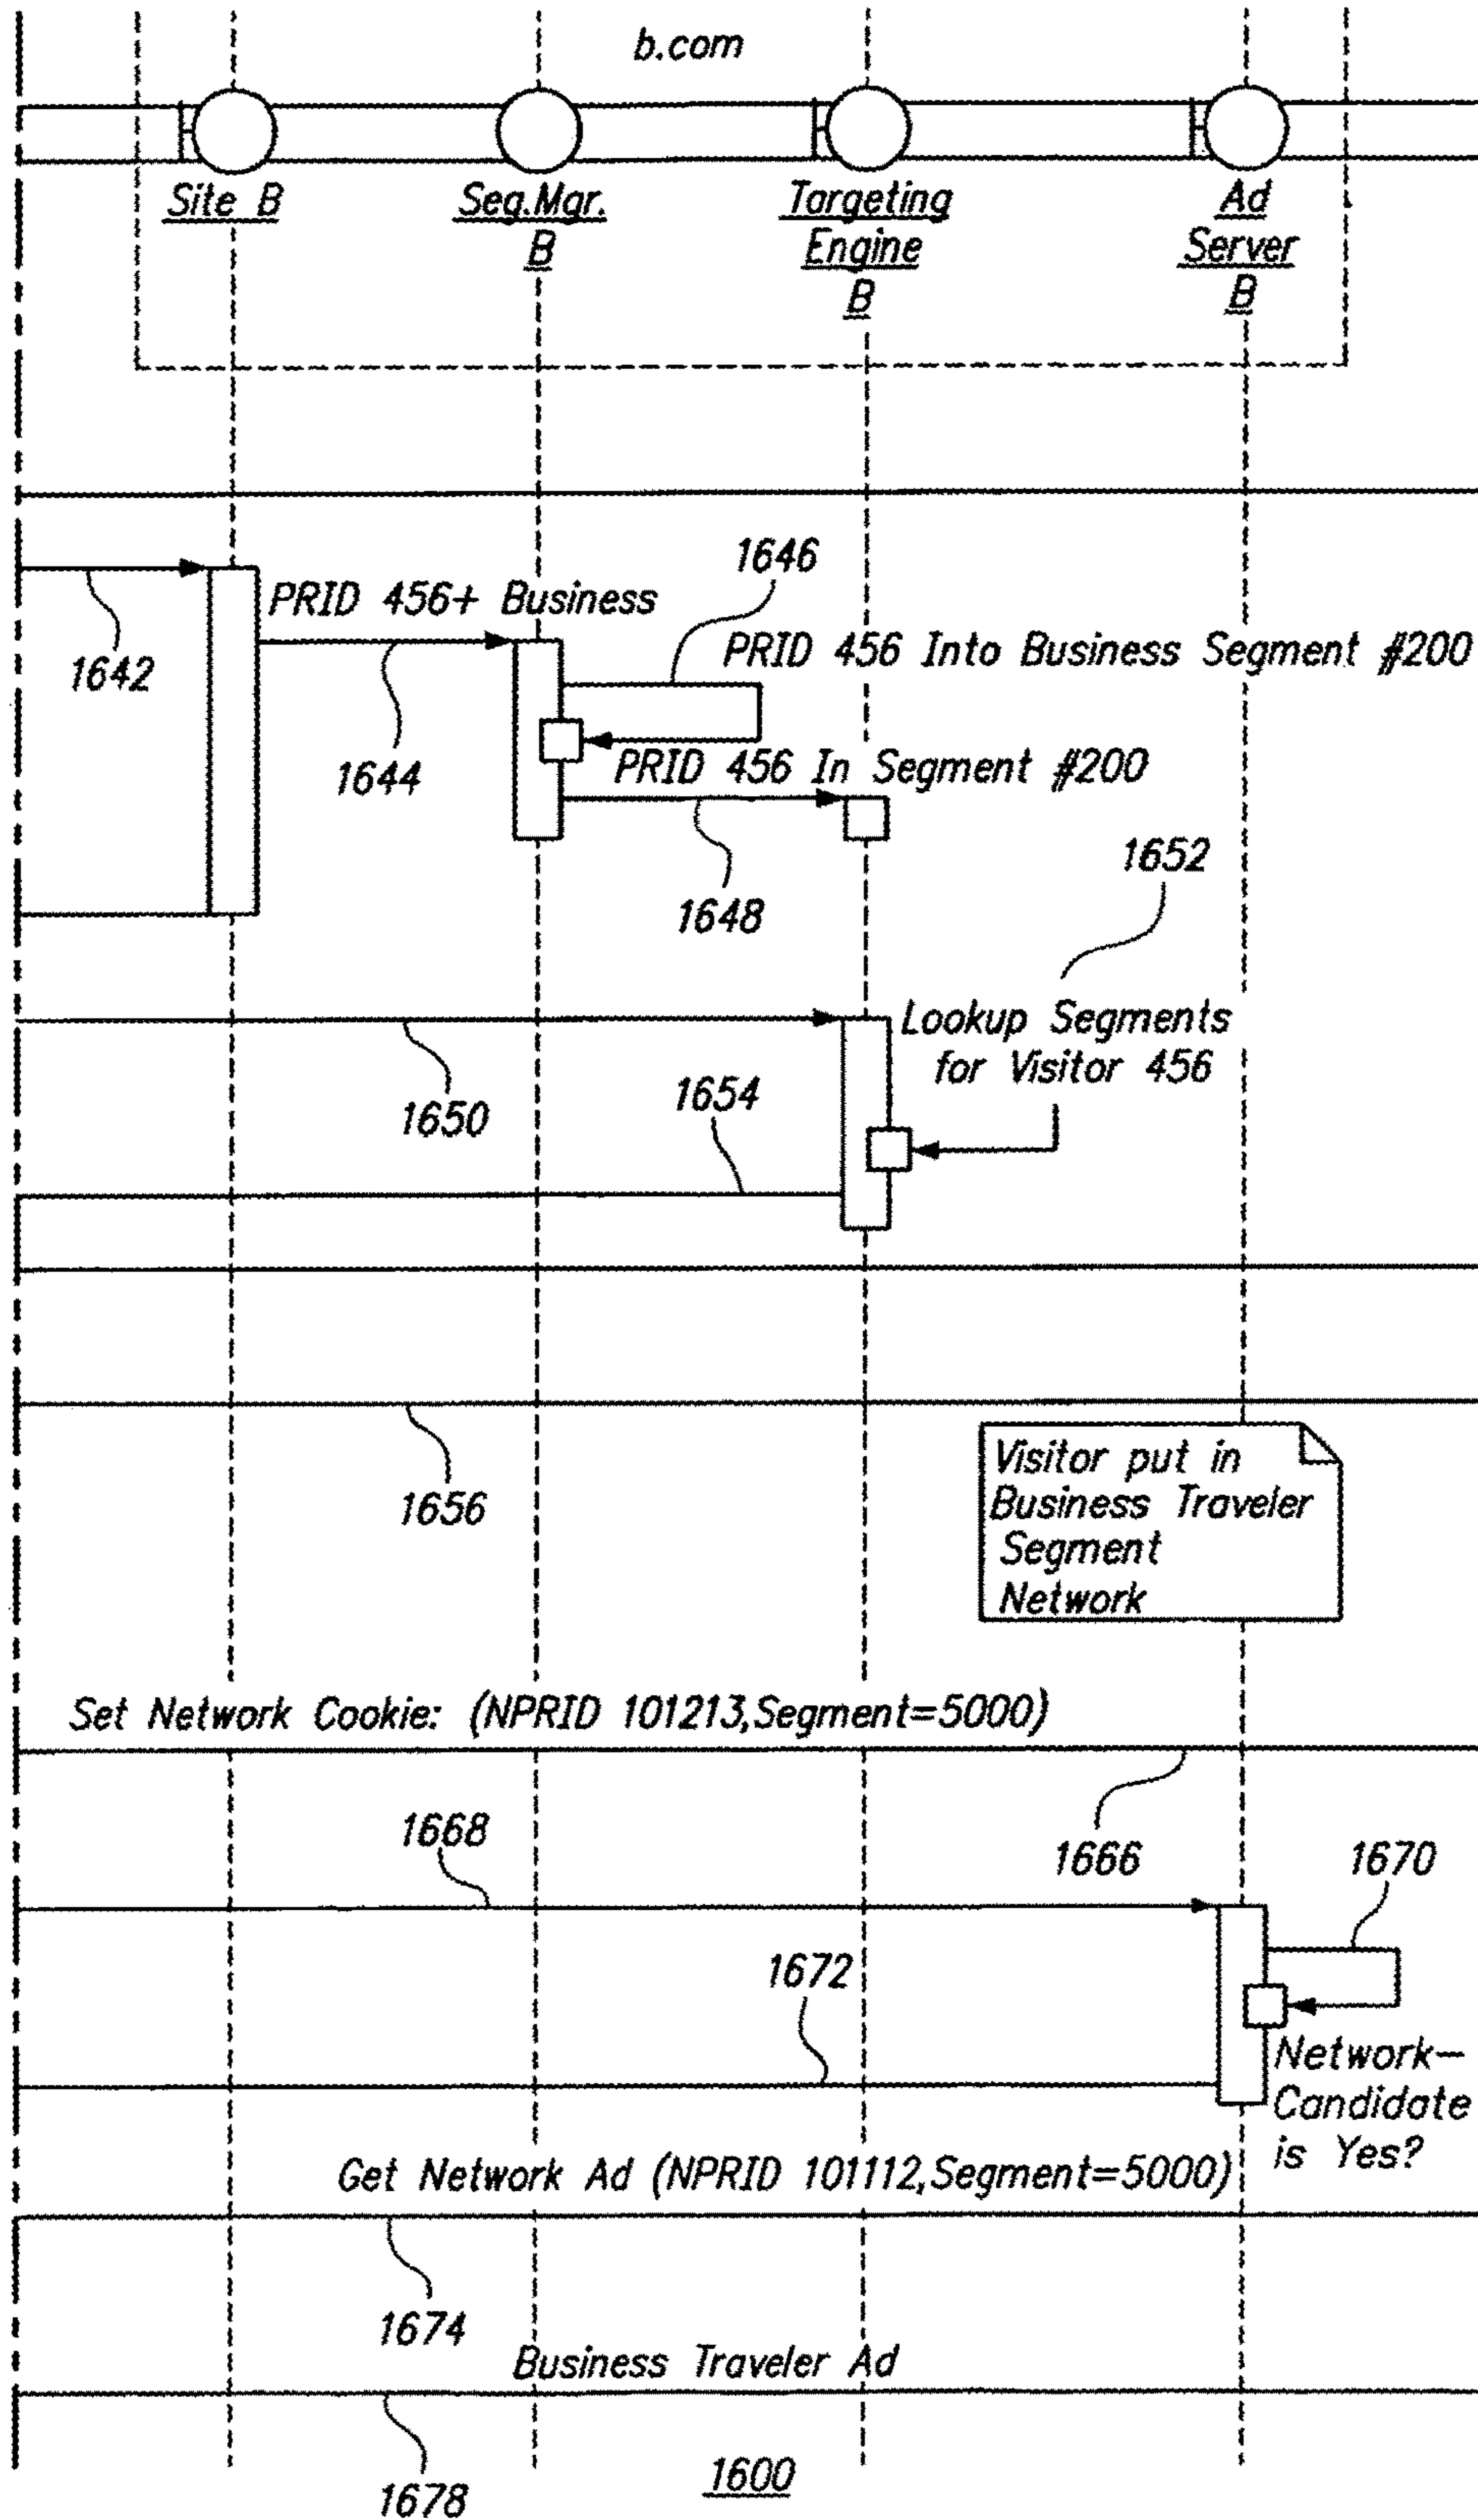 b.com
Site B
Seg.Mgr.
B
Targeting
Engine
B
Ad
Server
B
1646
PRID 456+ Business
PRID 456 Into Business Segment #200
1642
1644
PRID 456 In Segment #200
1648
1652
Lookup Segments
for Visitor 456
1650
1654
1656
Visitor put in
Business Traveler
Segment
Network
Set Network Cookie: (NPRID 101213,Segment=5000)
1668
1666
1670
1672
Network-
Candidate
is Yes?
Get Network Ad (NPRID 101112,Segment=5000)
1674
Business Traveler Ad
1678
1600